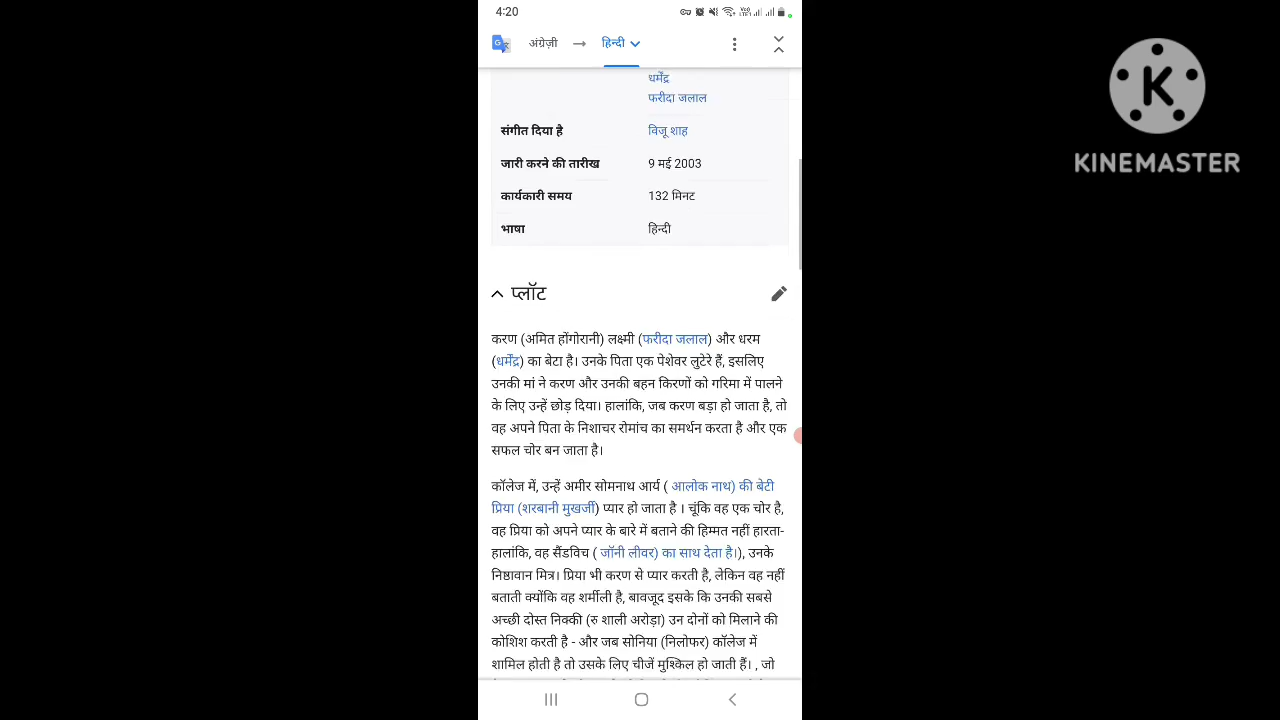 4:20
अंग्रेज़ी → हिन्दी
धर्मेंद्र
फरीदा जलाल
संगीत दिया है विजू शाह
जारी करने की तारीख 9 मई 2003
कार्यकारी समय 132 मिनट
भाषा हिन्दी
प्लॉट
करण (अमित होंगोरानी) लक्ष्मी (फरीदा जलाल) और धरम
(धर्मेंद्र) का बेटा है। उनके पिता एक पेशेवर लुटेरे हैं, इसलिए
उनकी मां ने करण और उनकी बहन किरणों को गरिमा में पालने
के लिए उन्हें छोड़ दिया। हालांकि, जब करण बड़ा हो जाता है, तो
वह अपने पिता के निशाचर रोमांच का समर्थन करता है और एक
सफल चोर बन जाता है।
कॉलेज में, उन्हें अमीर सोमनाथ आर्य ( आलोक नाथ) की बेटी
प्रिया (शरबानी मुखर्जी) प्यार हो जाता है । चूंकि वह एक चोर है,
वह प्रिया को अपने प्यार के बारे में बताने की हिम्मत नहीं हारता-
हालांकि, वह सैंडविच ( जॉनी लीवर) का साथ देता है।), उनके
निष्ठावान मित्र। प्रिया भी करण से प्यार करती है, लेकिन वह नहीं
बताती क्योंकि वह शर्मीली है, बावजूद इसके कि उनकी सबसे
अच्छी दोस्त निक्की (रु शाली अरोड़ा) उन दोनों को मिलाने की
कोशिश करती है - और जब सोनिया (निलोफर) कॉलेज में
शामिल होती है तो उसके लिए चीजें मुश्किल हो जाती हैं। , जो
KINEMASTER